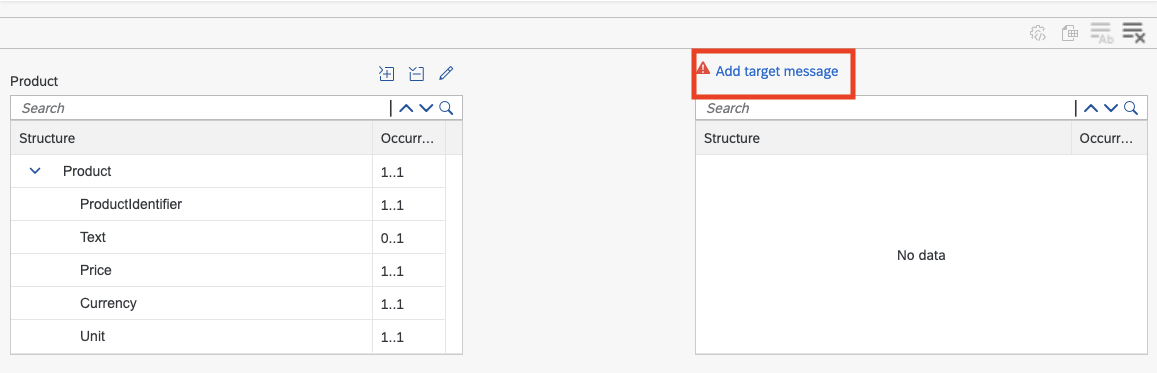 Ab
Product
Add target message
Search
Search
Structure Occurr...
Structure Occurr...
Product 1..1
ProductIdentifier 1..1
Text 0..1
No data
Price 1..1
Currency 1..1
Unit 1..1